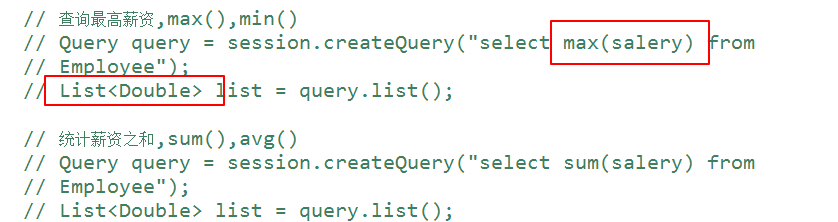 // 查询最高薪资,max(),min()
// Query query = session.createQuery("select max(salery) from
// Employee");
// List<Double> list = query.list();
// 统计薪资之和,sum(),avg()
// Query query = session.createQuery("select sum(salery) from
// Employee");
// List<Double> list = query.list();